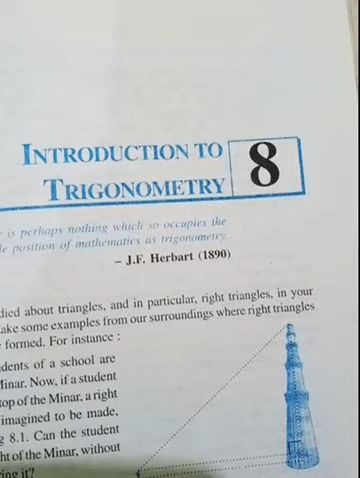 INTRODUCTION TO
TRIGONOMETRY
8
is perhaps nothing which so occupies the
position of mathematics as trigonometry.
– J.F. Herbart (1890)
died about triangles, and in particular, right triangles, in your
ake some examples from our surroundings where right triangles
formed. For instance :
dents of a school are
Minar. Now, if a student
top of the Minar, a right
imagined to be made,
g 8.1. Can the student
ht of the Minar, without
ring it?